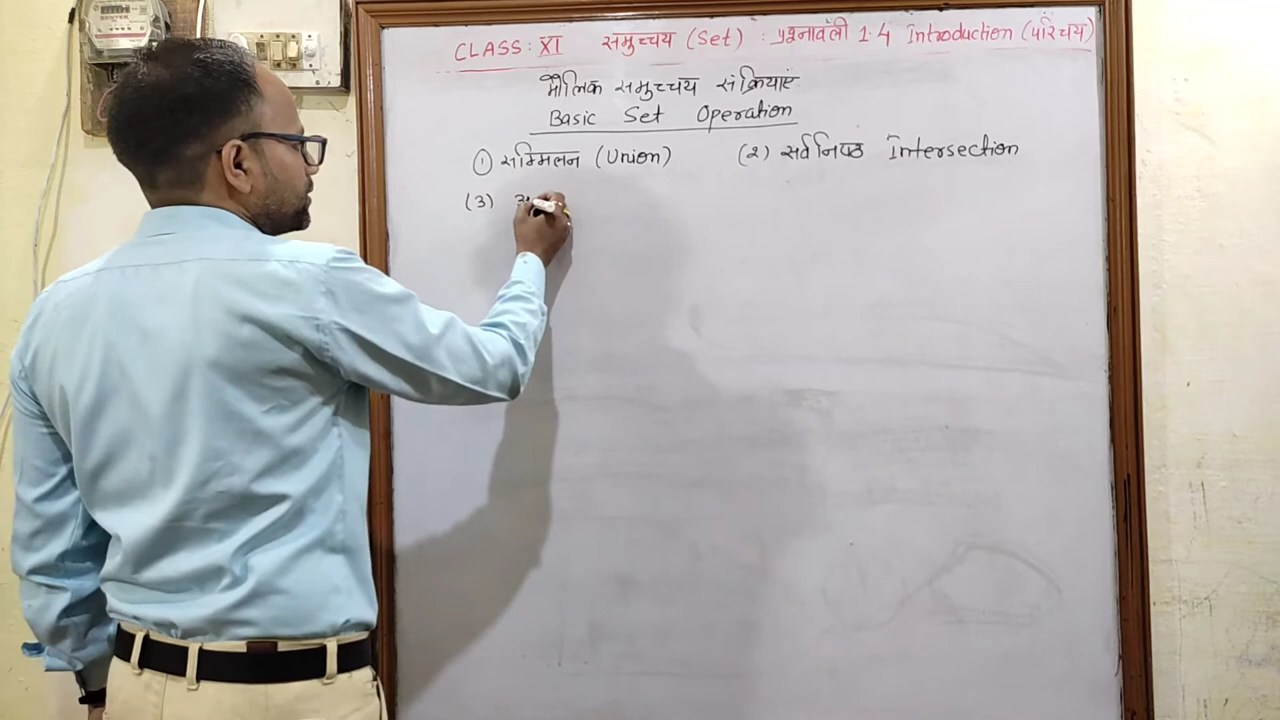 CLASS: XI समुच्चय (Set) : प्रश्नावली 1.4 Introduction (परिचय)
मौलिक समुच्चय संक्रियाएं
Basic Set Operation
① सम्मिलन (Union) (२) सर्वनिष्ठ Intersection
(3) अ